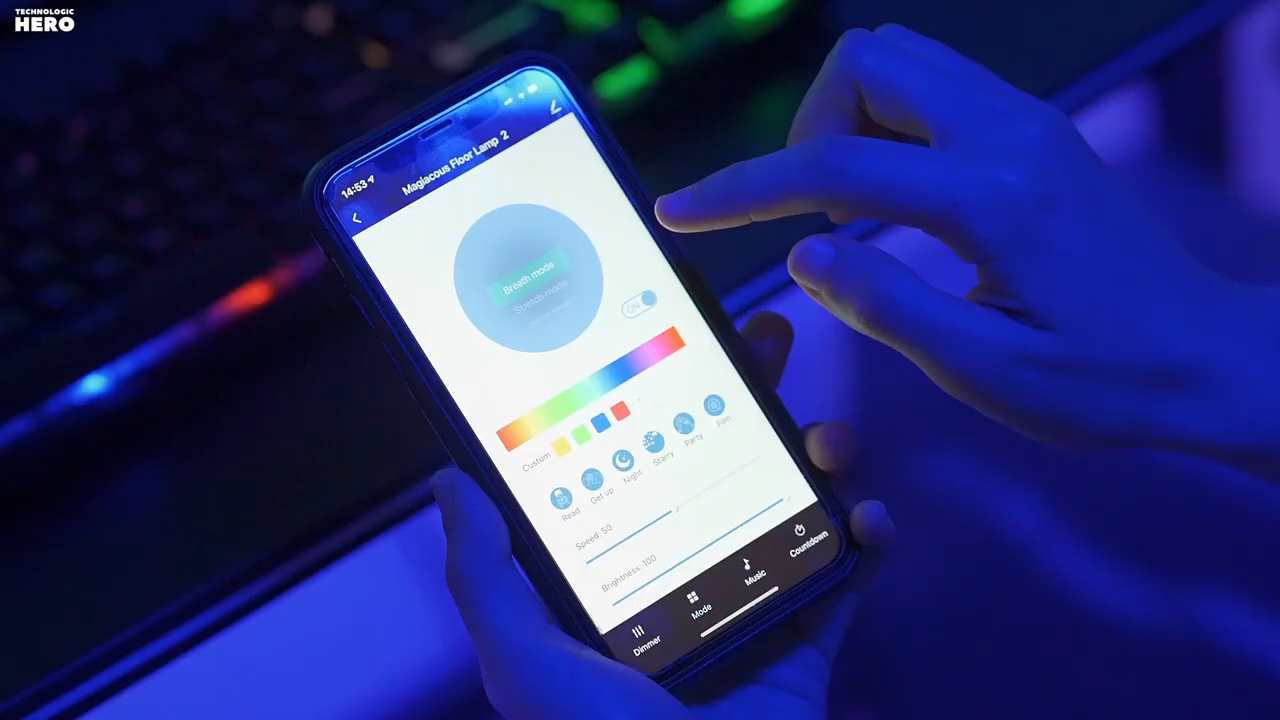 TECHNOLOGIC
HERO
14:53
Magiacous Floor Lamp 2
Breath mode
Stretch mode
ON
Custom
Read
Get up
Night
Starry
Party
Film
Speed: 50
Brightness: 100
Dimmer
Mode
Music
Countdown